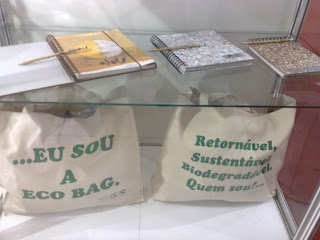 ...EU SOU
A
ECO BAG.
Retornável,
Sustentável,
Biodegradável,
Quem sou?...